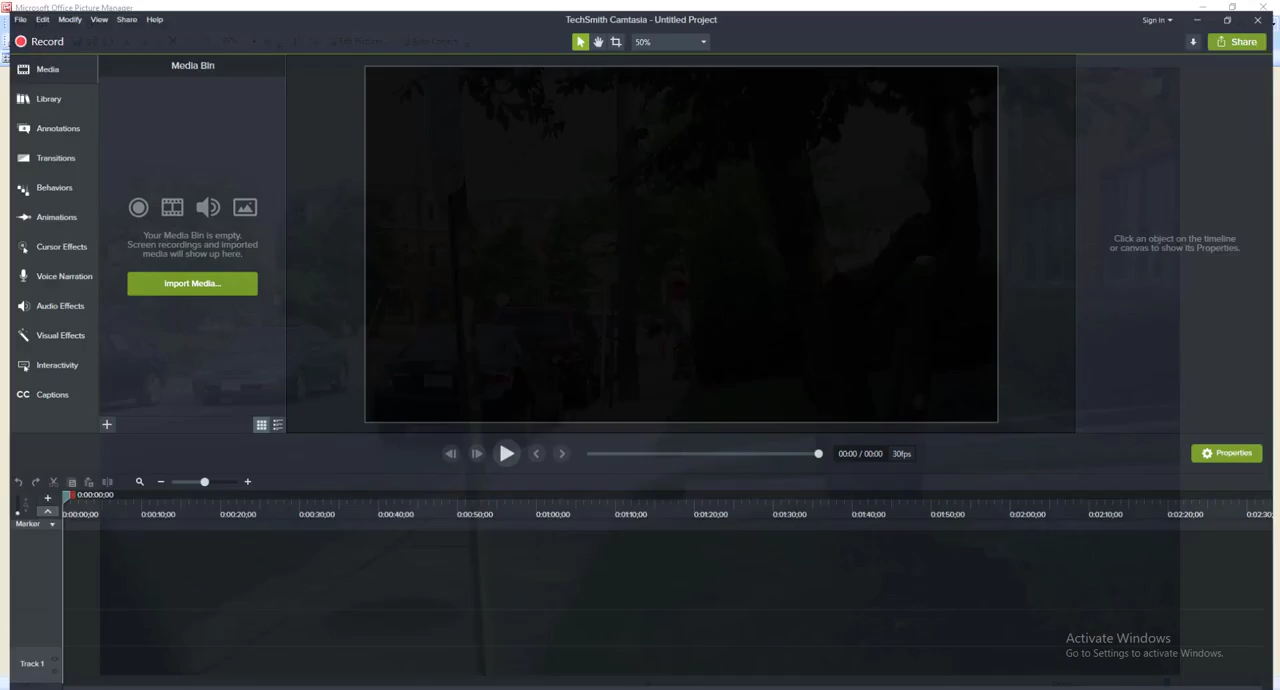 Microsoft Office Picture Manager
File Edit Modify View Share Help
TechSmith Camtasia - Untitled Project
Sign In
Record
50%
Share
Media
Library
Annotations
Transitions
Behaviors
Animations
Cursor Effects
Voice Narration
Audio Effects
Visual Effects
Interactivity
CC Captions
Media Bin
Your Media Bin is empty.
Screen recordings and imported
media will show up here.
Import Media...
Click an object on the timeline
or canvas to show its Properties.
00:00 / 00:00 30fps
Properties
0:00:00;00
0:00:00;00 0:00:10;00 0:00:20;00 0:00:30;00 0:00:40;00 0:00:50;00 0:01:00;00 0:01:10;00 0:01:20;00 0:01:30;00 0:01:40;00 0:01:50;00 0:02:00;00 0:02:10;00 0:02:20;00 0:02:30;
Marker
Track 1
Activate Windows
Go to Settings to activate Windows.